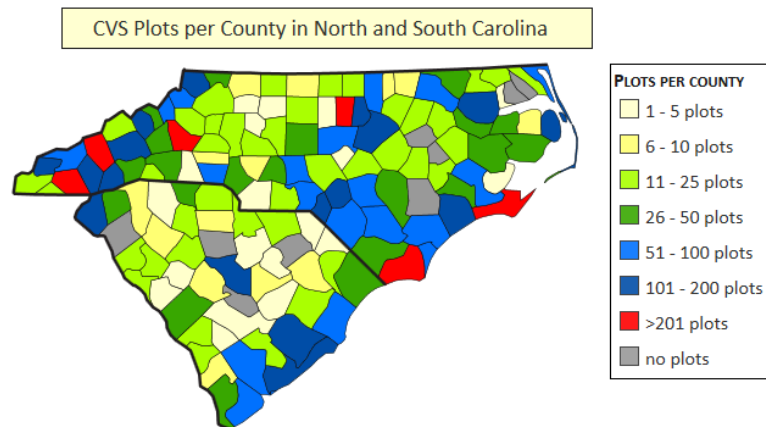 CVS Plots per County in North and South Carolina
PLOTS PER COUNTY
1 - 5 plots
6 - 10 plots
11 - 25 plots
26 - 50 plots
51 - 100 plots
101 - 200 plots
>201 plots
no plots